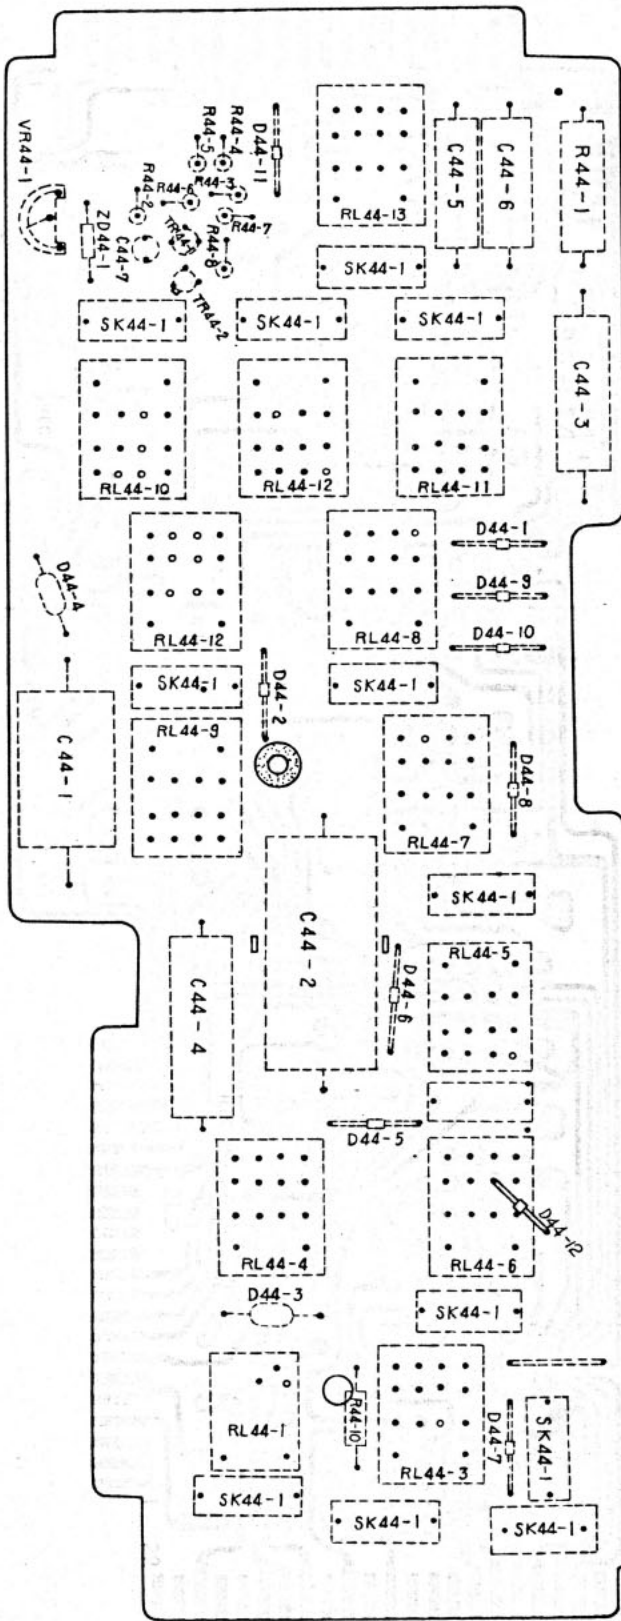 VR44-1
R44-5
R44-4
D44-11
R44-2
R44-6
R44-3
R44-7
ZD44-1
C44-7
R44-8
TR44-2
RL44-13
C44-5
C44-6
R44-1
SK44-1
SK44-1
SK44-1
SK44-1
C44-3
RL44-10
RL44-12
RL44-11
D44-1
D44-9
D44-10
D44-4
RL44-12
RL44-8
SK44-1
D44-2
SK44-1
C44-1
RL44-9
RL44-7
D44-8
SK44-1
C44-2
C44-4
D44-6
RL44-5
D44-5
RL44-4
RL44-6
D44-12
D44-3
SK44-1
RL44-1
R44-10
RL44-3
D44-7
SK44-1
SK44-1
SK44-1
SK44-1